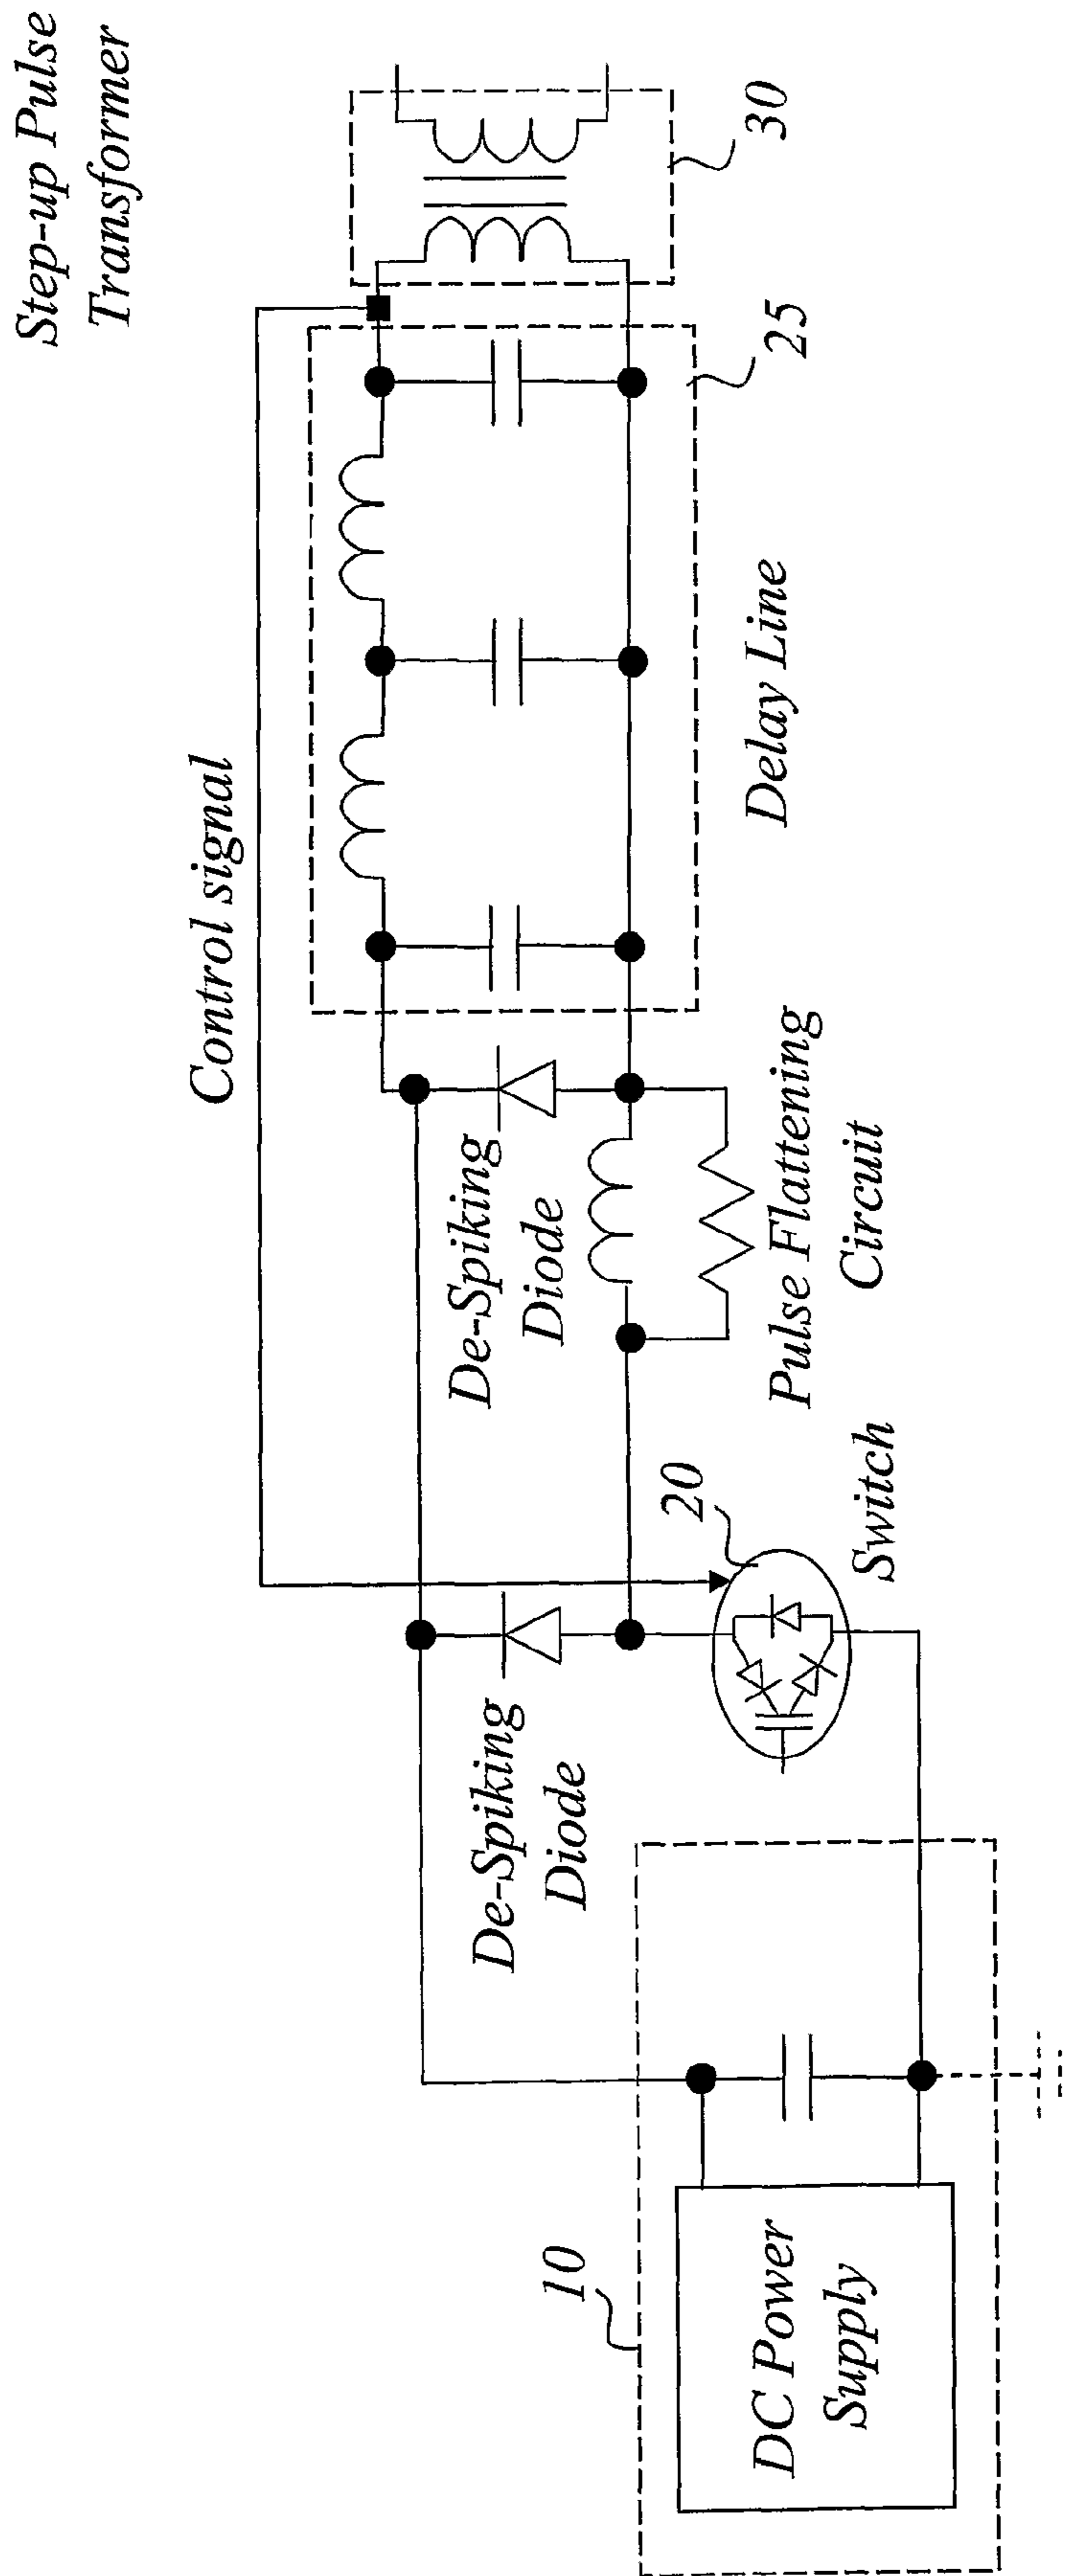 Step-up Pulse
Transformer
Control signal
30
25
Delay Line
De-Spiking
Diode
Pulse Flattening
Circuit
20
Switch
De-Spiking
Diode
10
DC Power
Supply